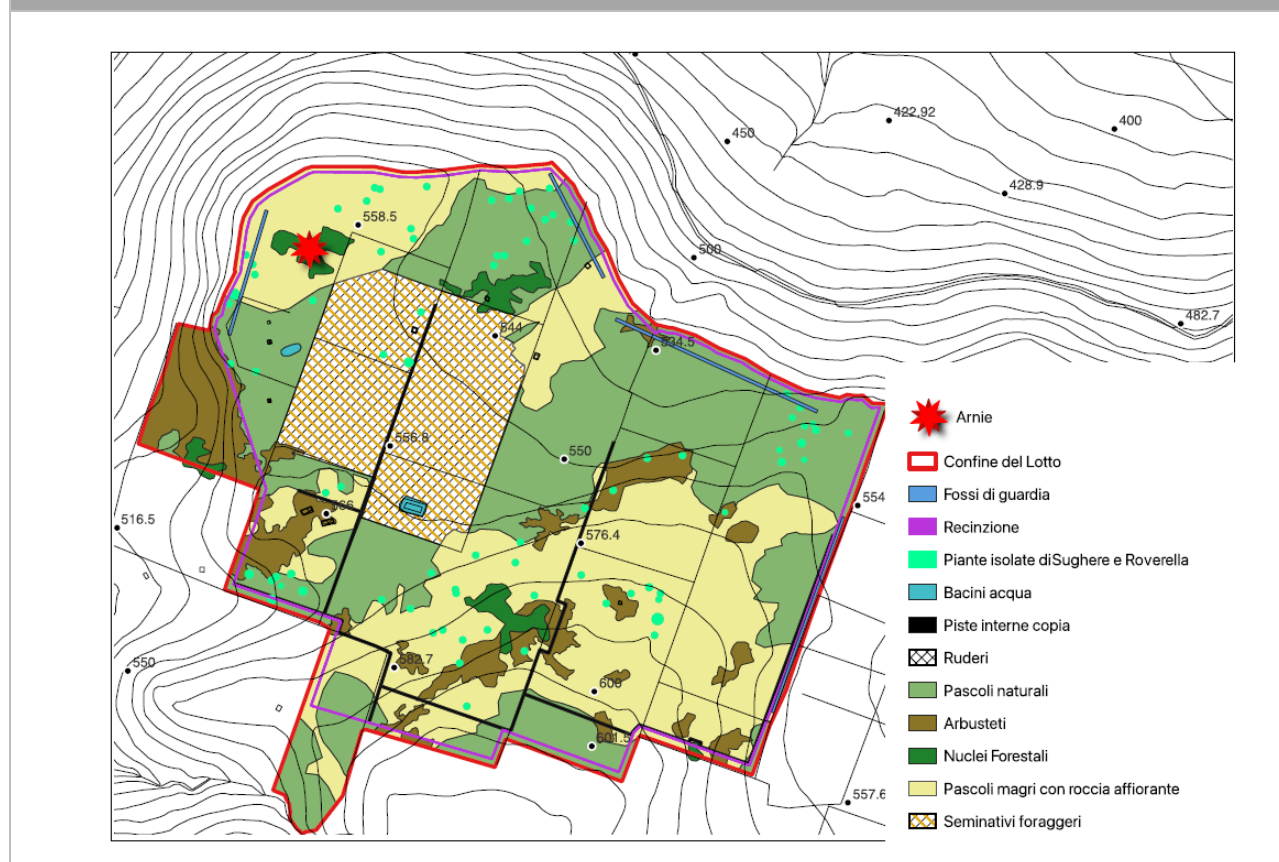 422,92
400
450
428.9
558.5
500
482.7
544
534.5
Arnie
556.8
550
Confine del Lotto
Fossi di guardia
554
566
516.5
Recinzione
576.4
Piante isolate diSughere e Roverella
Bacini acqua
Piste interne copia
Ruderi
550
582.7
600
Pascoli naturali
Arbusteti
601.5
Nuclei Forestali
Pascoli magri con roccia affiorante
557.6
Seminativi foraggeri